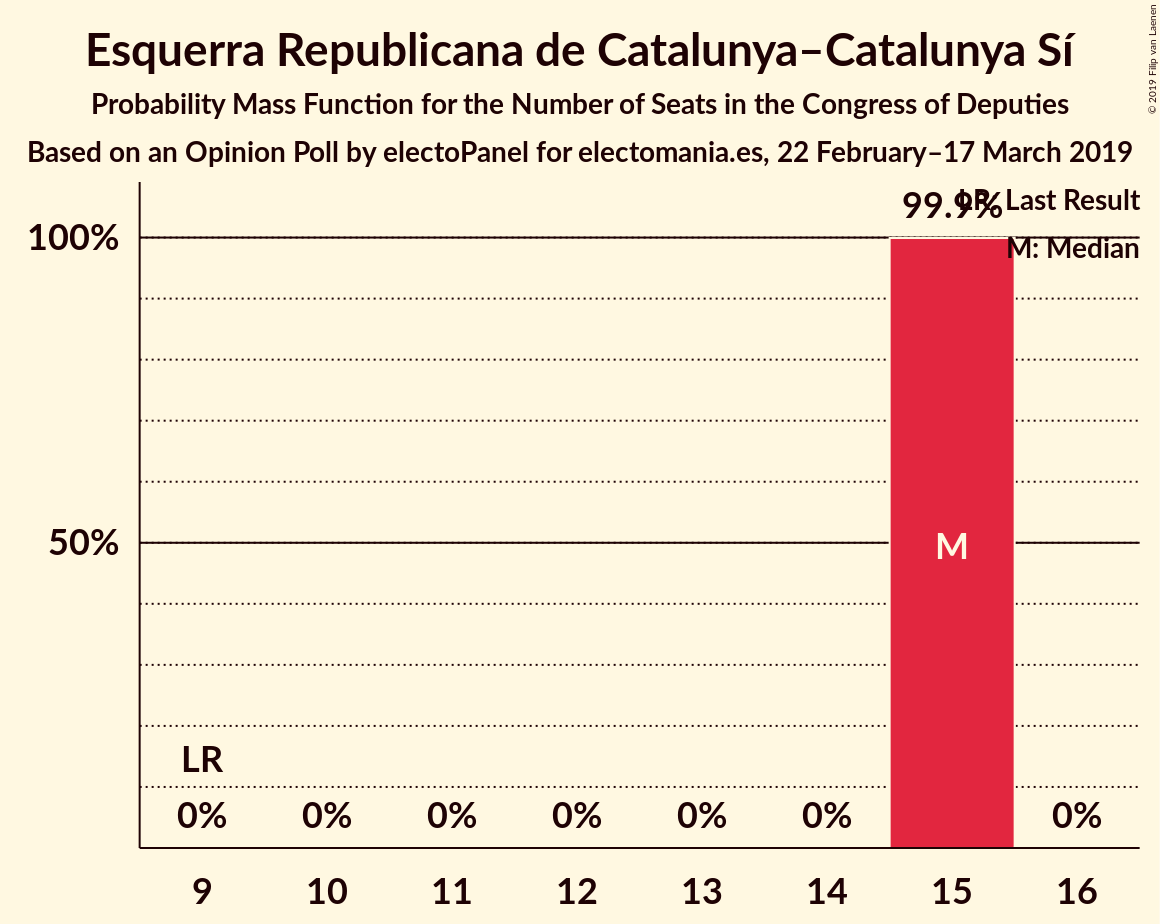 Esquerra Republicana de Catalunya–Catalunya Sí
Probability Mass Function for the Number of Seats in the Congress of Deputies
Based on an Opinion Poll by electoPanel for electomania.es, 22 February–17 March 2019
© 2019 Filip van Laenen
99.9%
LR: Last Result
M: Median
100%
50%
M
LR
0% 0% 0% 0% 0% 0% 0%
9 10 11 12 13 14 15 16